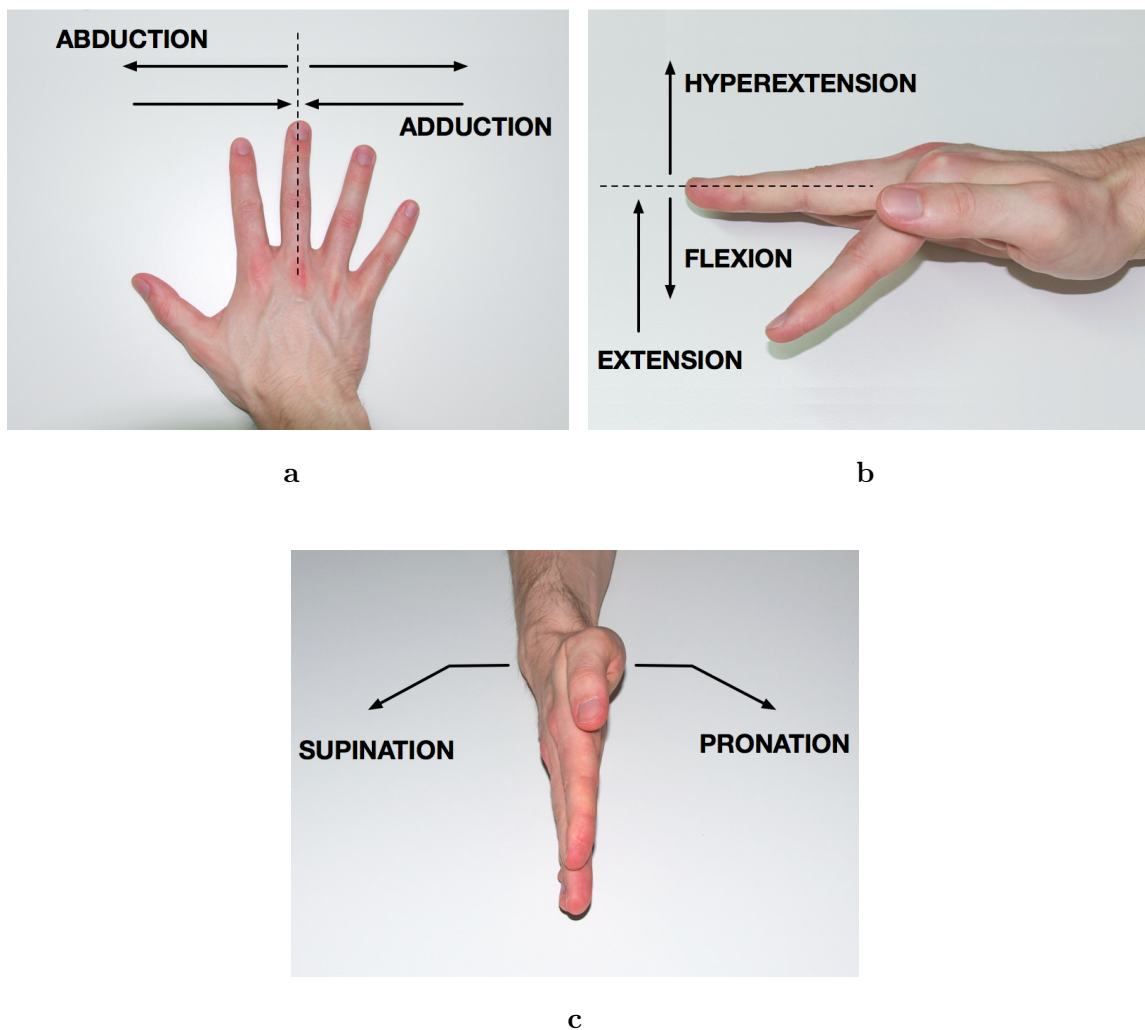 ABDUCTION
ADDUCTION
HYPEREXTENSION
FLEXION
EXTENSION
a
b
SUPINATION
PRONATION
c